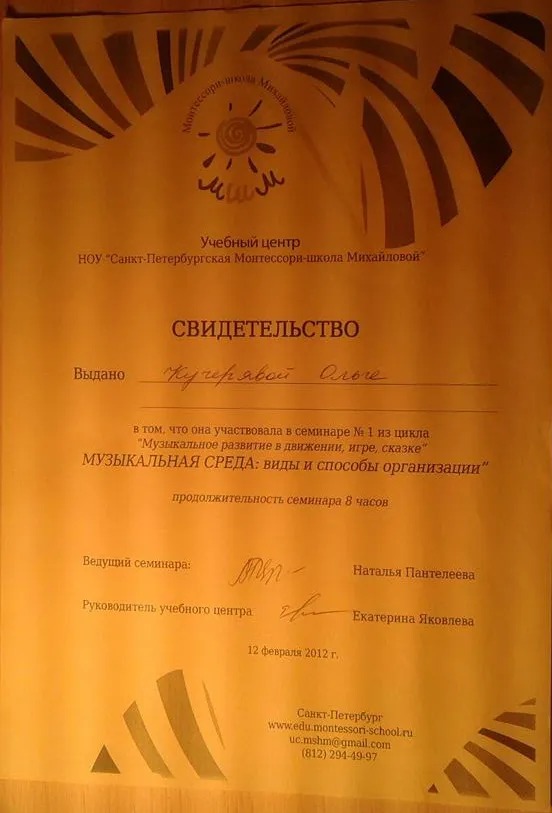 Монтессори-школа Михайловой
МШМ
Учебный центр
НОУ "Санкт-Петербургская Монтессори-школа Михайловой"
СВИДЕТЕЛЬСТВО
Выдано Кучерявой Ольге
в том, что она участвовала в семинаре № 1 из цикла
"Музыкальное развитие в движении, игре, сказке"
МУЗЫКАЛЬНАЯ СРЕДА: виды и способы организации"
продолжительность семинара 8 часов
Ведущий семинара: Наталья Пантелеева
Руководитель учебного центра Екатерина Яковлева
12 февраля 2012 г.
Санкт-Петербург
www.edu.montessori-school.ru
uc.mshm@gmail.com
(812) 294-49-97